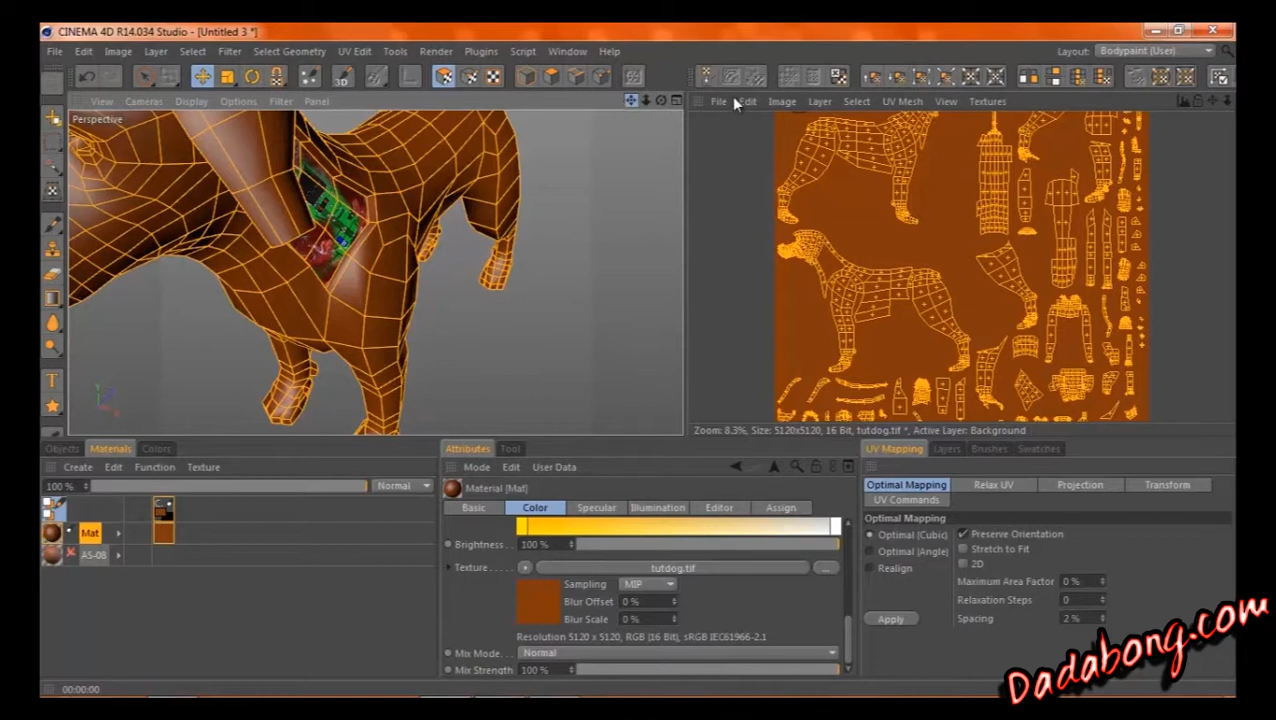 CINEMA 4D R14.034 Studio - [Untitled 3 *]
File Edit Image Layer Select Filter Select Geometry UV Edit Tools Render Plugins Script Window Help Layout: Bodypaint (User)
View Cameras Display Options Filter Panel
File Edit Image Layer Select UV Mesh View Textures
Perspective
Zoom: 8.3%, Size: 5120x5120, 16 Bit, tutdog.tif *, Active Layer: Background
Objects Materials Colors
Attributes Tool
UV Mapping Layers Brushes Swatches
Create Edit Function Texture
Mode Edit User Data
100 % Normal
Material [Mat]
Optimal Mapping Relax UV Projection Transform
UV Commands
Basic Color Specular Illumination Editor Assign
Mat
AS-08
Optimal Mapping
Optimal (Cubic) Preserve Orientation
Optimal (Angle) Stretch to Fit
Realign 2D
Maximum Area Factor 0 %
Relaxation Steps 0
Apply Spacing 2 %
Brightness . . 100 %
Texture . . . . . tutdog.tif ...
Sampling MIP
Blur Offset 0 %
Blur Scale 0 %
Resolution 5120 x 5120, RGB (16 Bit), sRGB IEC61966-2.1
Mix Mode. . . Normal
Mix Strength 100 %
00:00:00
Dadabong.com